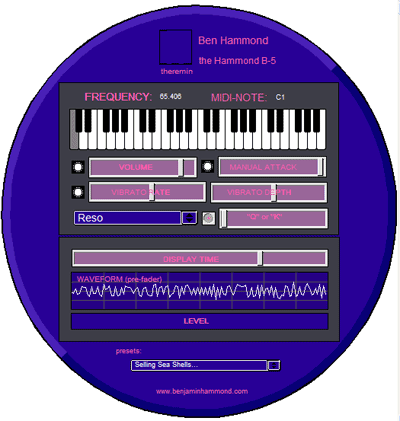 Ben Hammond
the Hammond B-5
theremin
FREQUENCY: 65.406 MIDI-NOTE: C1
VOLUME MANUAL ATTACK
VIBRATO RATE VIBRATO DEPTH
Reso "Q" or "K"
DISPLAY TIME
WAVEFORM (pre-fader)
LEVEL
presets:
Selling Sea Shells...
www.benjaminhammond.com